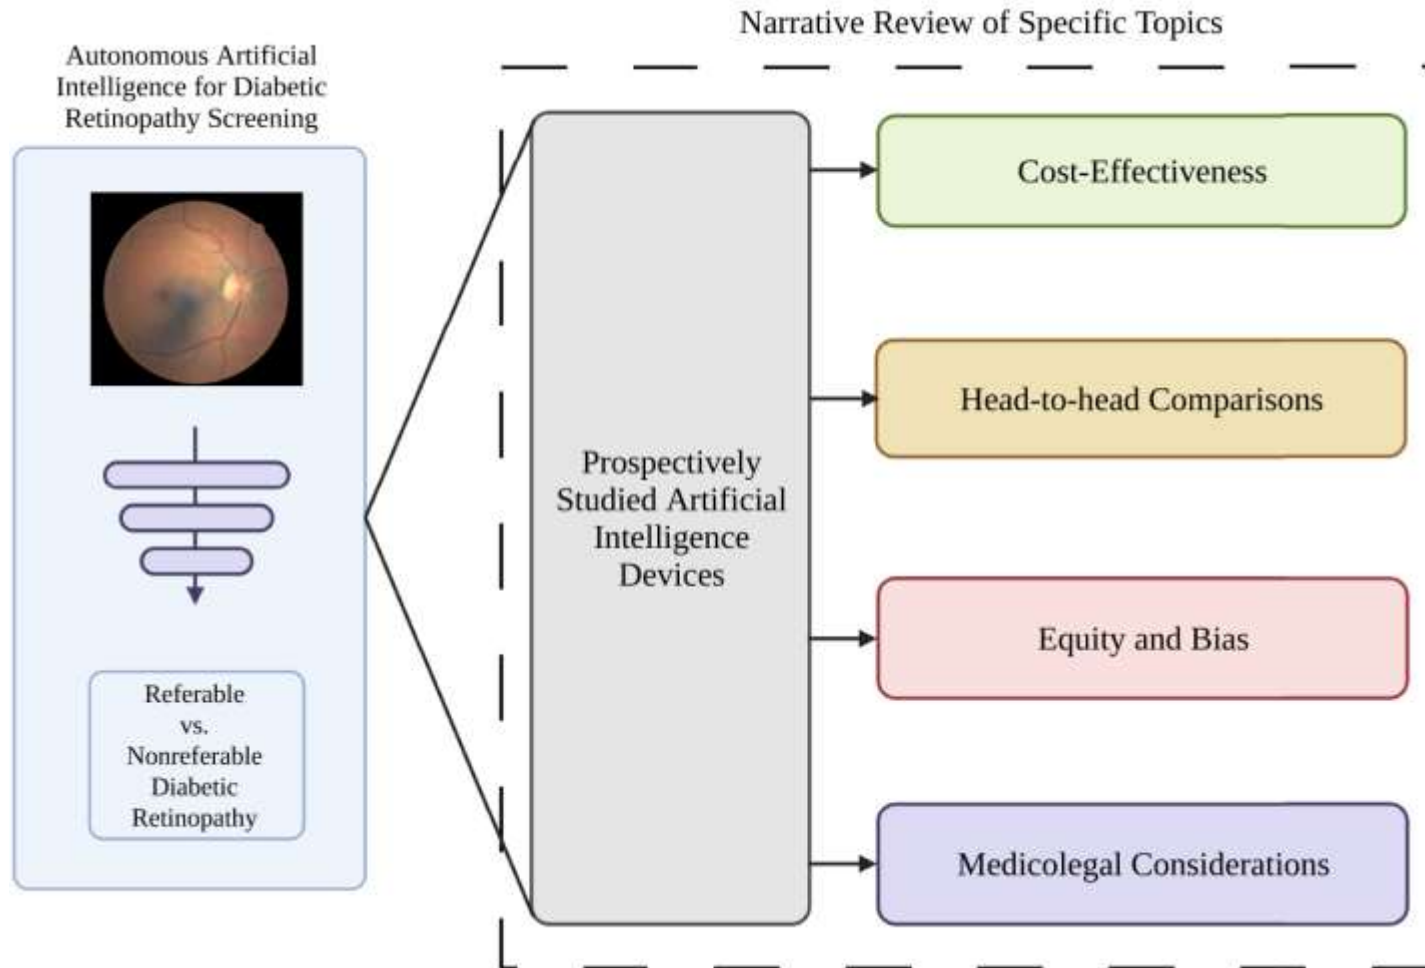 Narrative Review of Specific Topics
Autonomous Artificial
Intelligence for Diabetic
Retinopathy Screening
Referable
vs.
Nonreferable
Diabetic
Retinopathy
Prospectively
Studied Artificial
Intelligence
Devices
Cost-Effectiveness
Head-to-head Comparisons
Equity and Bias
Medicolegal Considerations